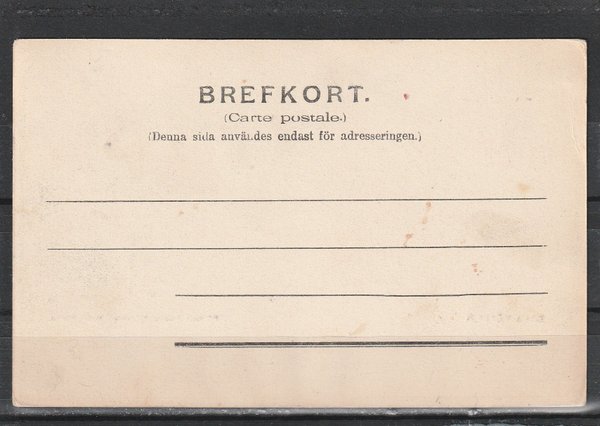 BREFKORT.
(Carte postale.)
(Denna sida användes endast för adresseringen.)